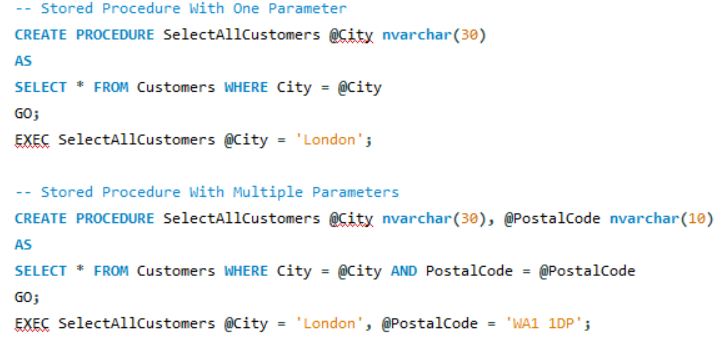 -- Stored Procedure With One Parameter
CREATE PROCEDURE SelectAllCustomers @City nvarchar(30)
AS
SELECT * FROM Customers WHERE City = @City
GO;
EXEC SelectAllCustomers @City = 'London';
-- Stored Procedure With Multiple Parameters
CREATE PROCEDURE SelectAllCustomers @City nvarchar(30), @PostalCode nvarchar(10)
AS
SELECT * FROM Customers WHERE City = @City AND PostalCode = @PostalCode
GO;
EXEC SelectAllCustomers @City = 'London', @PostalCode = 'WA1 1DP';